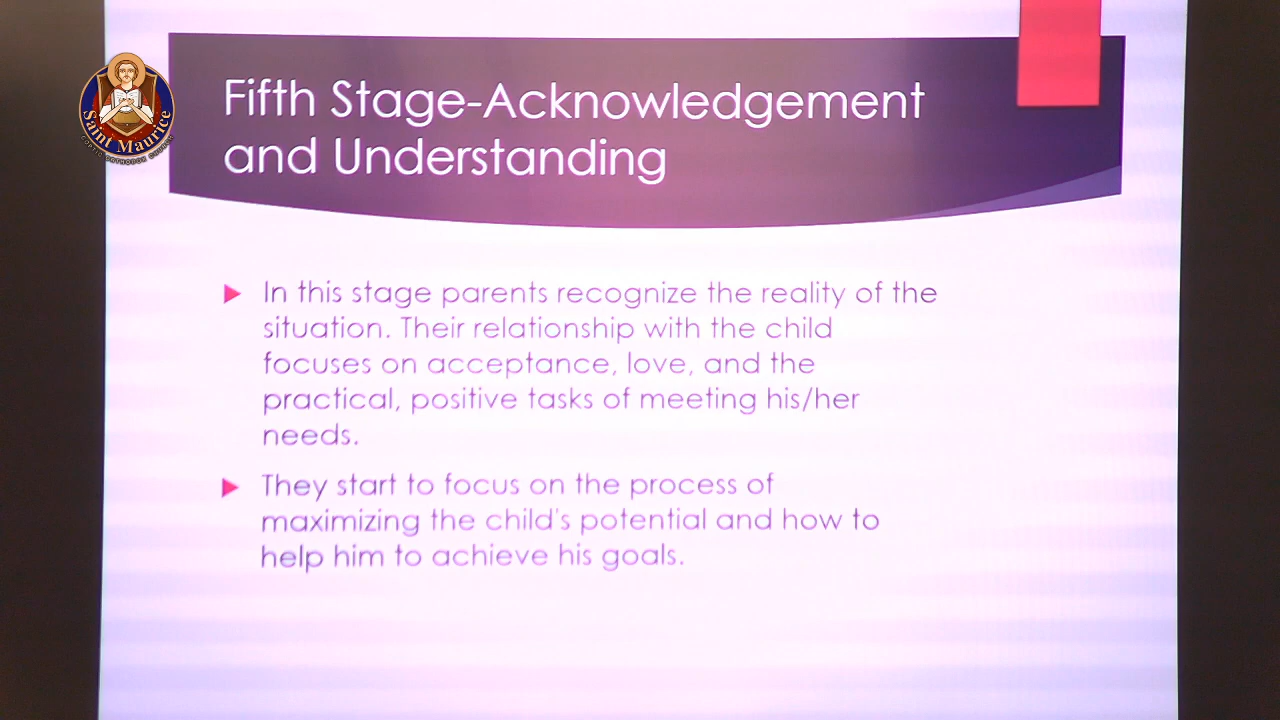 Fifth Stage-Acknowledgement
and Understanding
Saint Maurice
COPTIC ORTHODOX CHURCH
In this stage parents recognize the reality of the
situation. Their relationship with the child
focuses on acceptance, love, and the
practical, positive tasks of meeting his/her
needs.
They start to focus on the process of
maximizing the child's potential and how to
help him to achieve his goals.